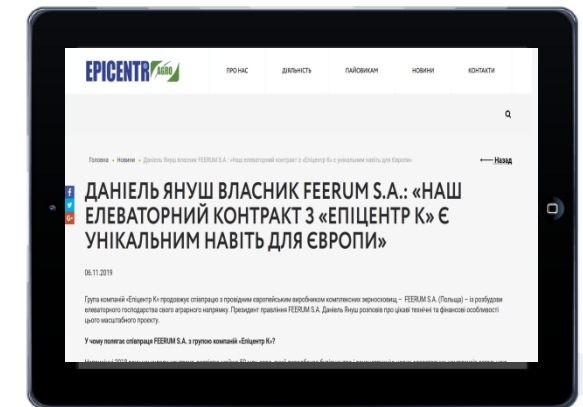 EPICENTR AGRO
ПРО НАС ДІЯЛЬНІСТЬ ПАЙОВИКАМ НОВИНИ КОНТАКТИ
Головна • Новини • Даніель Януш власник FEERUM S.A.: «Наш елеваторний контракт з «Епіцентр К» є унікальним навіть для Європи»
Назад
ДАНІЕЛЬ ЯНУШ ВЛАСНИК FEERUM S.A.: «НАШ
ЕЛЕВАТОРНИЙ КОНТРАКТ З «ЕПІЦЕНТР К» Є
УНІКАЛЬНИМ НАВІТЬ ДЛЯ ЄВРОПИ»
06.11.2019
Група компаній «Епіцентр К» продовжує співпрацю з провідним європейським виробником комплексних зерносховищ – FEERUM S.A. (Польща) – із розбудови
елеваторного господарства свого аграрного напрямку. Президент правління FEERUM S.A. Даніель Януш розповів про цікаві технічні та фінансові особливості
цього масштабного проекту.
У чому полягає співпраця FEERUM S.A. з групою компаній «Епіцентр К»?